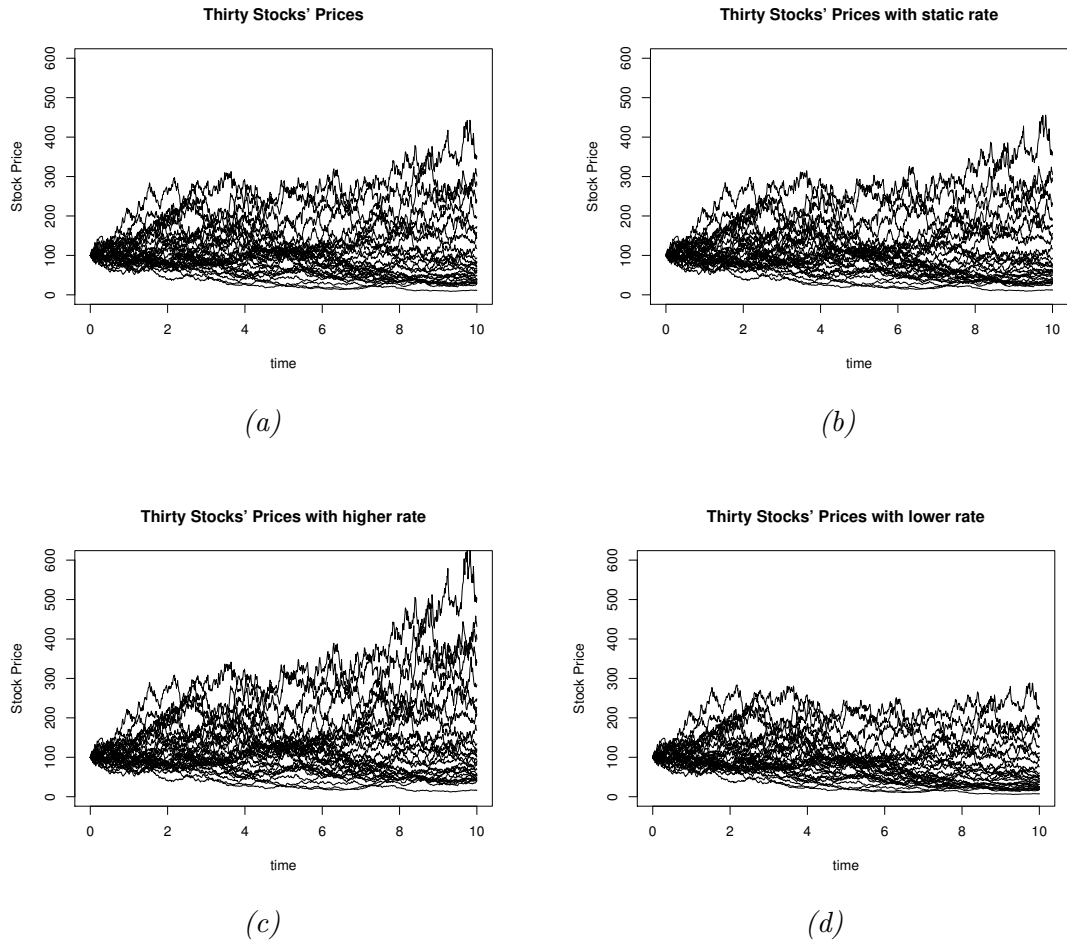 Thirty Stocks' Prices
Stock Price
600
500
400
300
200
100
0
0 2 4 6 8 10
time
(a)
Thirty Stocks' Prices with static rate
Stock Price
600
500
400
300
200
100
0
0 2 4 6 8 10
time
(b)
Thirty Stocks' Prices with higher rate
Stock Price
600
500
400
300
200
100
0
0 2 4 6 8 10
time
(c)
Thirty Stocks' Prices with lower rate
Stock Price
600
500
400
300
200
100
0
0 2 4 6 8 10
time
(d)